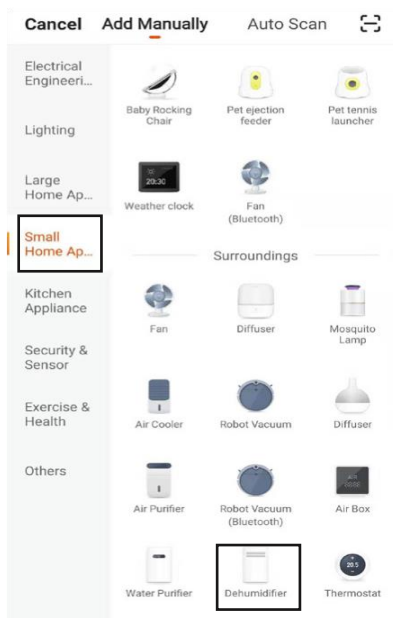 Cancel Add Manually Auto Scan
Electrical
Engineeri...
Lighting
Large
Home Ap...
Small
Home Ap...
Kitchen
Appliance
Security &
Sensor
Exercise &
Health
Others
Baby Rocking
Chair
Pet ejection
feeder
Pet tennis
launcher
20:30
Weather clock
Fan
(Bluetooth)
Surroundings
Fan
Diffuser
Mosquito
Lamp
Air Cooler
Robot Vacuum
Diffuser
Air Purifier
Robot Vacuum
(Bluetooth)
Air Box
Water Purifier
Dehumidifier
20.5
Thermostat